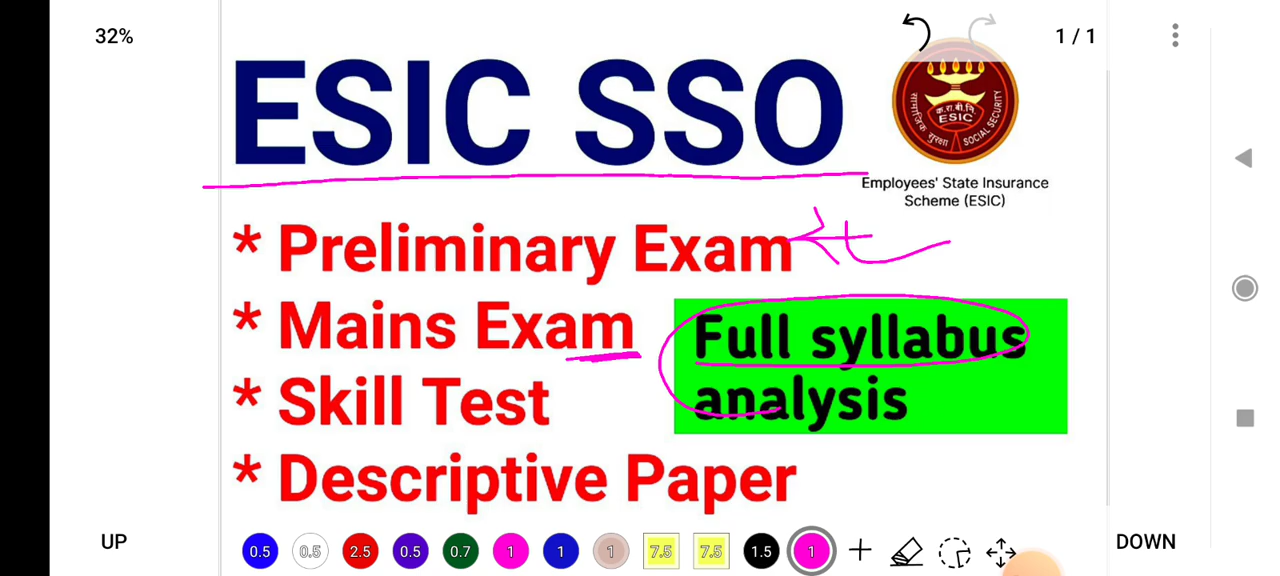 32%
1 / 1
ESIC SSO
क.रा.बी.नि.
ESIC
सामाजिक सुरक्षा
SOCIAL SECURITY
Employees' State Insurance
Scheme (ESIC)
* Preliminary Exam
* Mains Exam
Full syllabus
analysis
* Skill Test
* Descriptive Paper
UP
0.5 0.5 2.5 0.5 0.7 1 1 1 7.5 7.5 1.5 1
DOWN